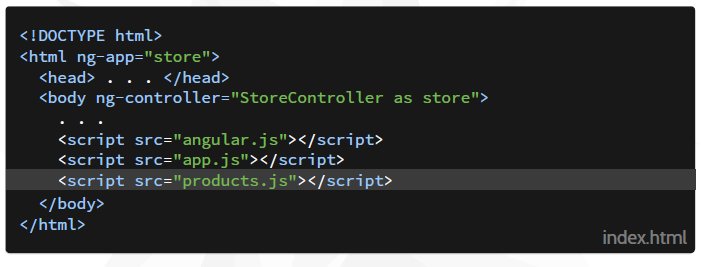 <!DOCTYPE html>
<html ng-app="store">
<head> . . . </head>
<body ng-controller="StoreController as store">
. . .
<script src="angular.js"></script>
<script src="app.js"></script>
<script src="products.js"></script>
</body>
</html>
index.html